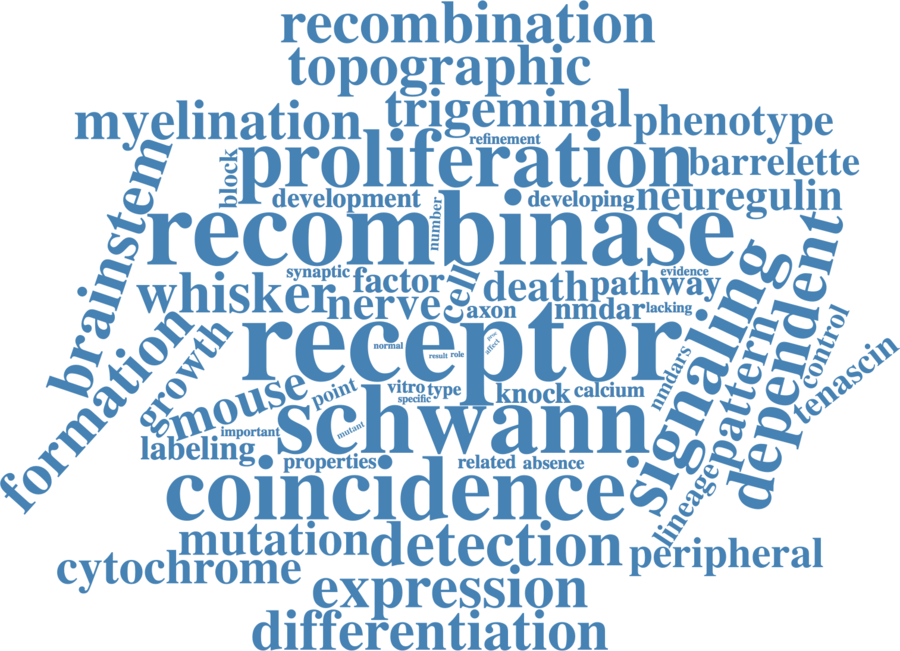 recombination
topographic
myelination
trigeminal
phenotype
refinement
proliferation
barrelette
block
brainstem
development
developing
neuregulin
number
recombinase
dependent
synaptic
factor
cell
death
pathway
evidence
whisker
nerve
axon
nmdar
lacking
signaling
formation
growth
receptor
normal
result
role
affect
control
pattern
nmdars
tenascin
mouse
point
vitro
type
specific
knock
calcium
schwann
mutant
important
labeling
properties
related
absence
lineage
coincidence
mutation
detection
peripheral
cytochrome
expression
differentiation